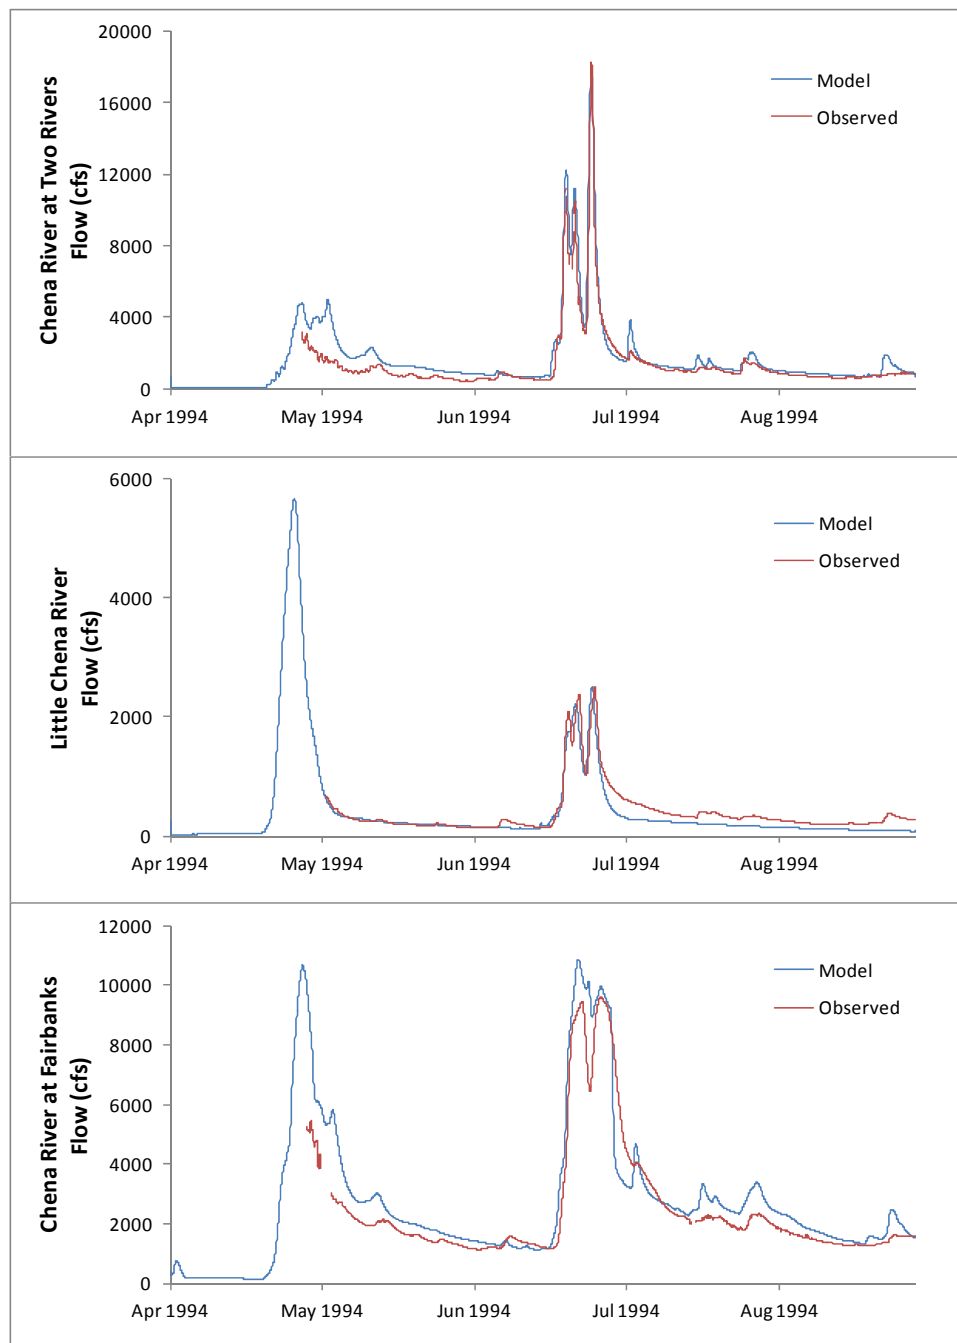 Chena River at Two Rivers
Flow (cfs)
20000
16000
12000
8000
4000
0
Apr 1994
May 1994
Jun 1994
Jul 1994
Aug 1994
Model
Observed
Little Chena River
Flow (cfs)
6000
4000
2000
0
Apr 1994
May 1994
Jun 1994
Jul 1994
Aug 1994
Model
Observed
Chena River at Fairbanks
Flow (cfs)
12000
10000
8000
6000
4000
2000
0
Apr 1994
May 1994
Jun 1994
Jul 1994
Aug 1994
Model
Observed